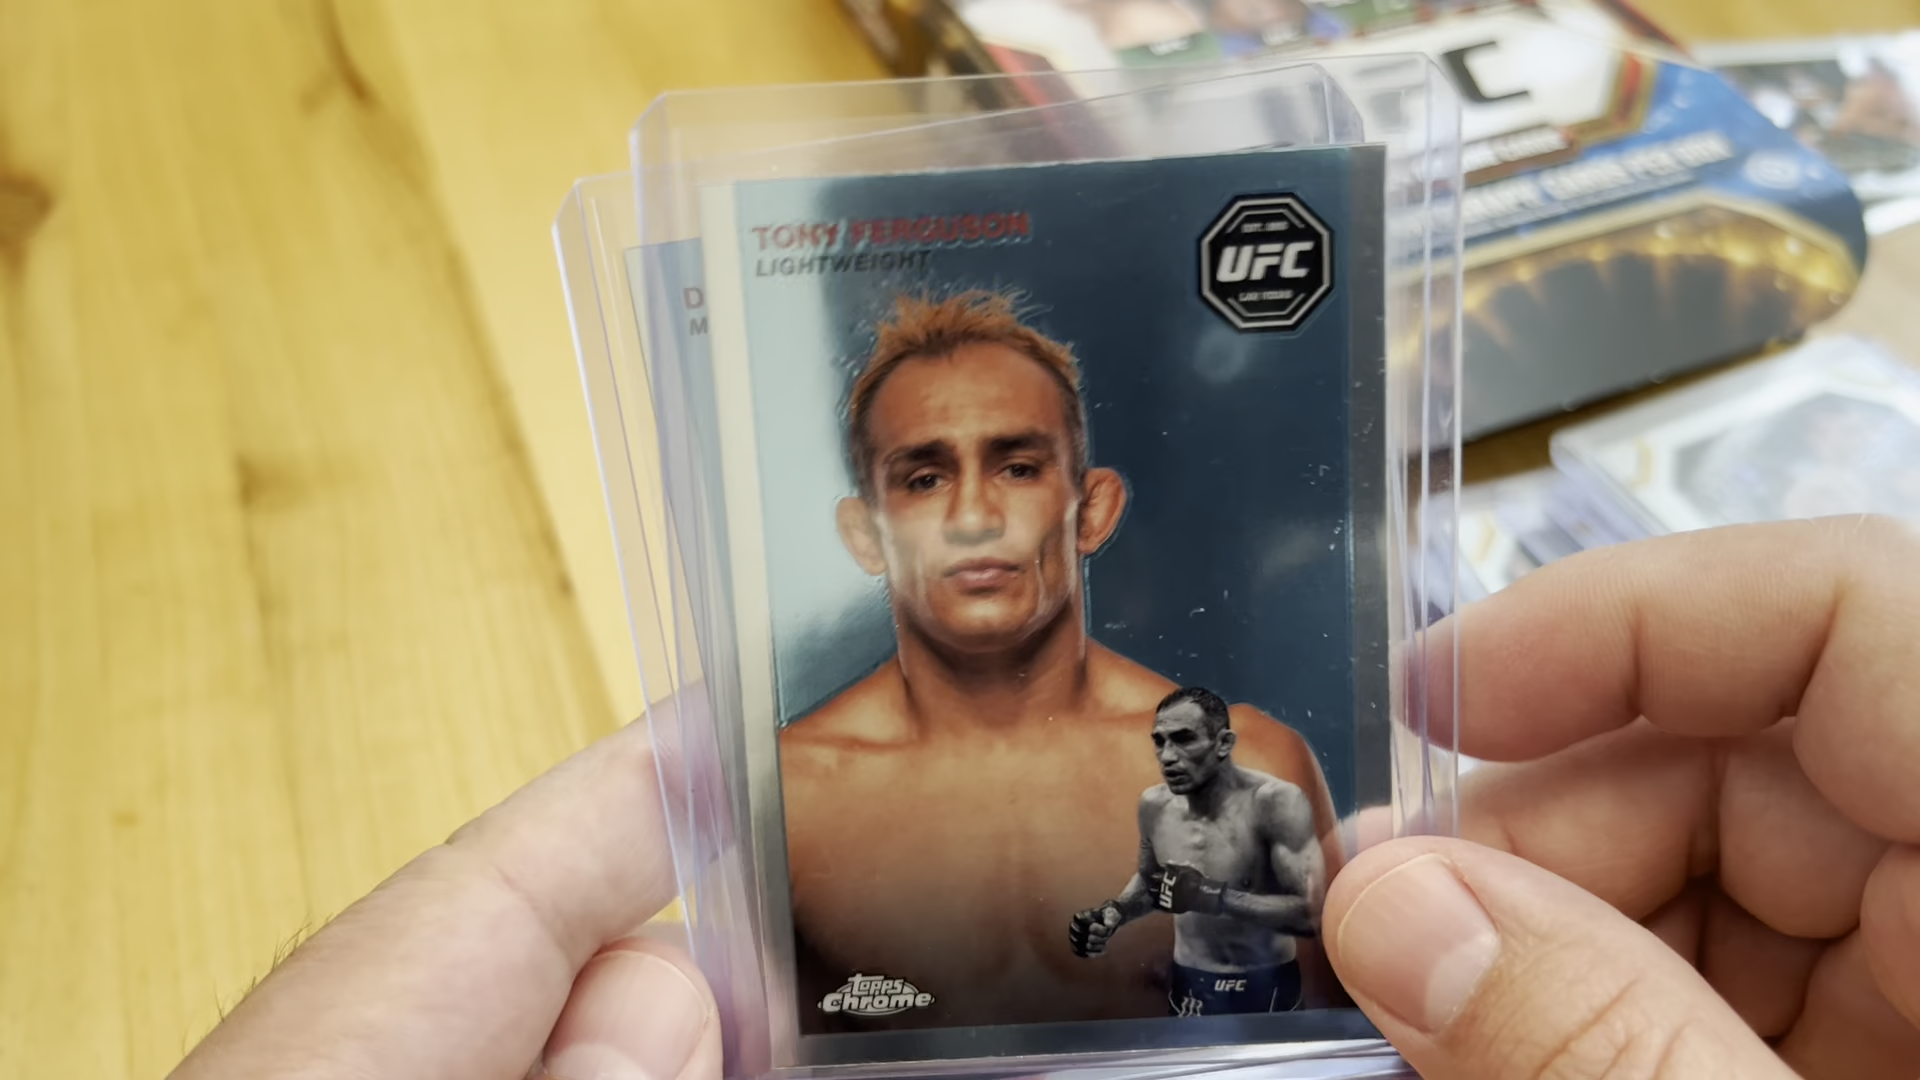 TONY FERGUSON
LIGHTWEIGHT
EST. 1993
UFC
LAS VEGAS
D
M
UFC
UFC
Topps
Chrome
C